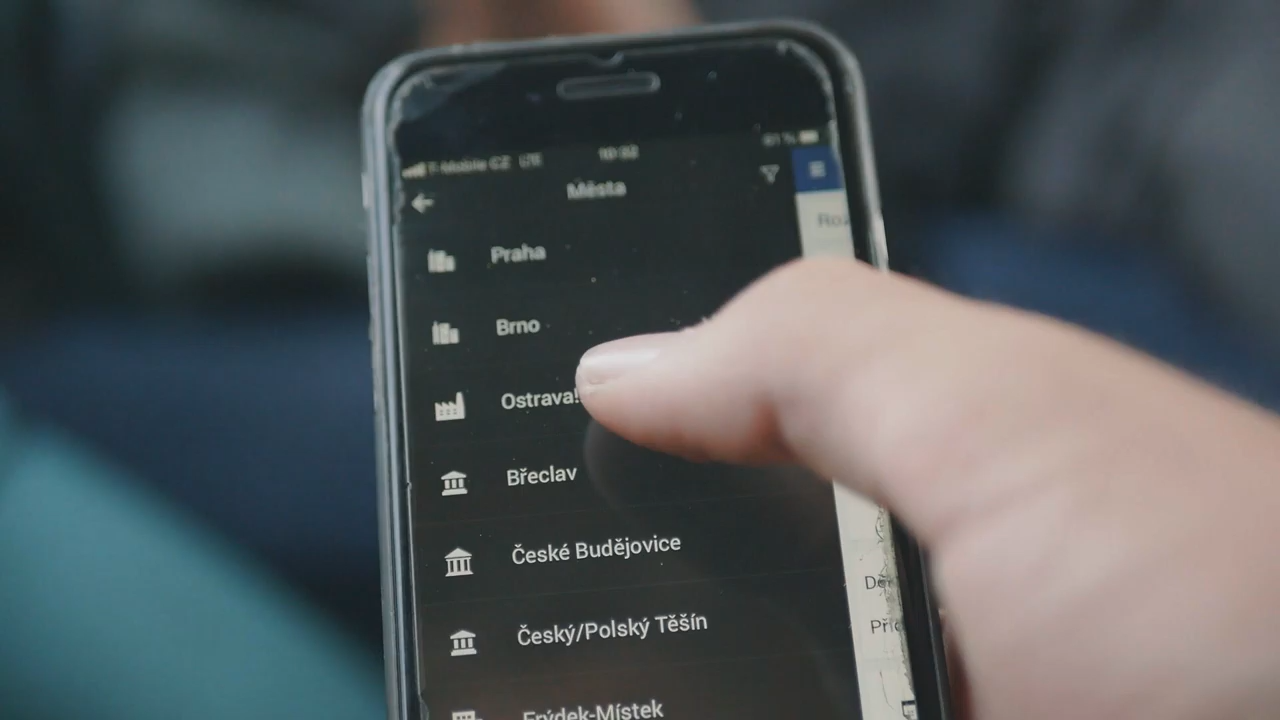 T-Mobile CZ LTE
Města
Praha
Brno
Ostrava!
Břeclav
České Budějovice
Český/Polský Těšín
Frýdek-Místek